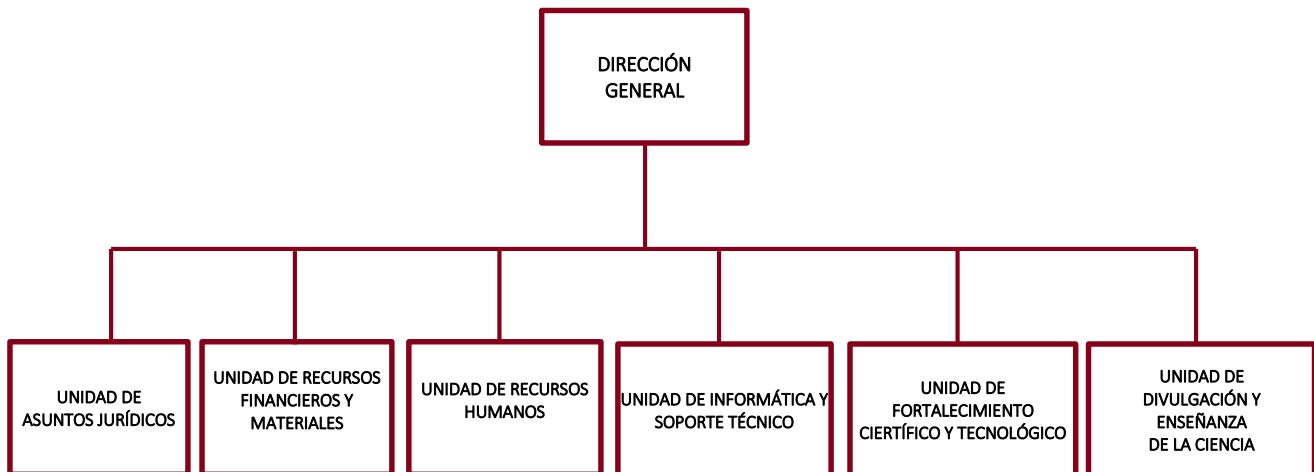 DIRECCIÓN
GENERAL
UNIDAD DE
ASUNTOS JURÍDICOS
UNIDAD DE RECURSOS
FINANCIEROS Y
MATERIALES
UNIDAD DE RECURSOS
HUMANOS
UNIDAD DE INFORMÁTICA Y
SOPORTE TÉCNICO
UNIDAD DE
FORTALECIMIENTO
CIERTÍFICO Y TECNOLÓGICO
UNIDAD DE
DIVULGACIÓN Y
ENSEÑANZA
DE LA CIENCIA